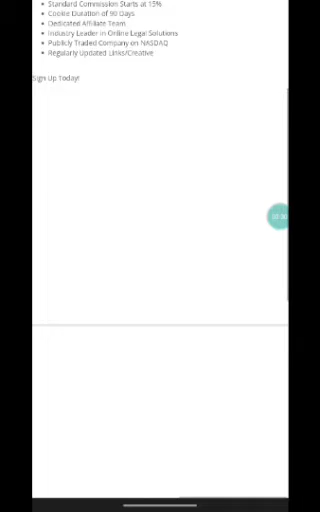 • Standard Commission Starts at 15%
• Cookie Duration of 90 Days
• Dedicated Affiliate Team
• Industry Leader in Online Legal Solutions
• Publicly Traded Company on NASDAQ
• Regularly Updated Links/Creative
Sign Up Today!